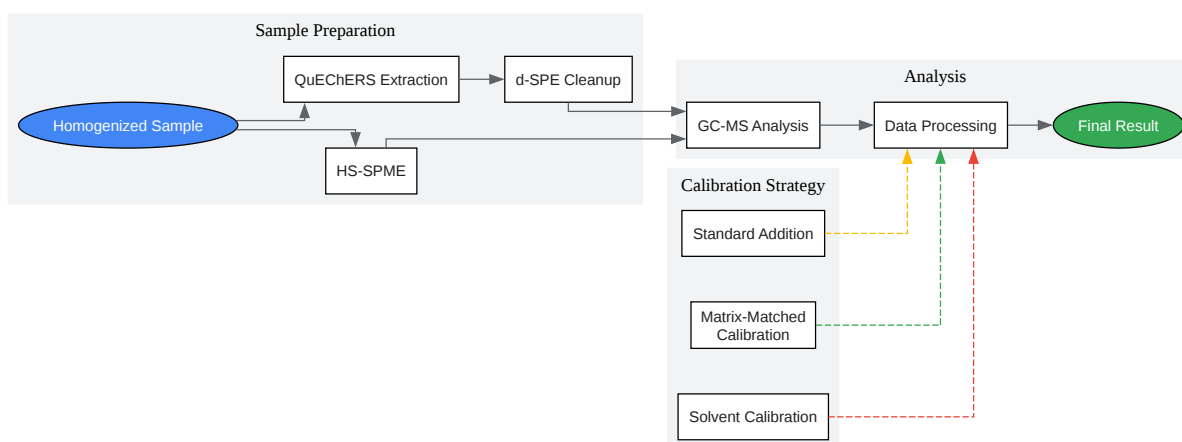 Sample Preparation
QuEChERS Extraction
d-SPE Cleanup
Homogenized Sample
HS-SPME
Analysis
GC-MS Analysis
Data Processing
Final Result
Calibration Strategy
Standard Addition
Matrix-Matched
Calibration
Solvent Calibration